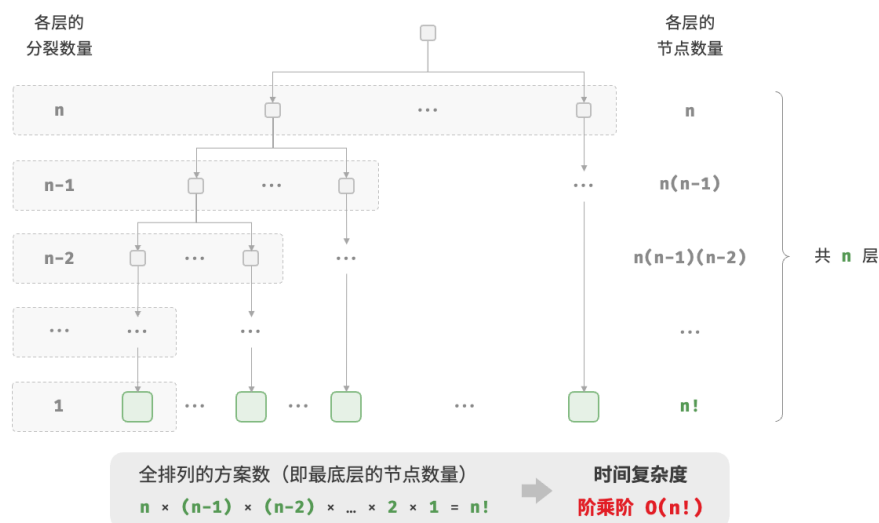 各层的
分裂数量
各层的
节点数量
n
...
n
n-1
...
...
n(n-1)
n-2
...
...
n(n-1)(n-2)
共 n 层
...
...
...
...
1
...
...
...
n!
全排列的方案数（即最底层的节点数量）
n × (n-1) × (n-2) × … × 2 × 1 = n!
时间复杂度
阶乘阶 O(n!)